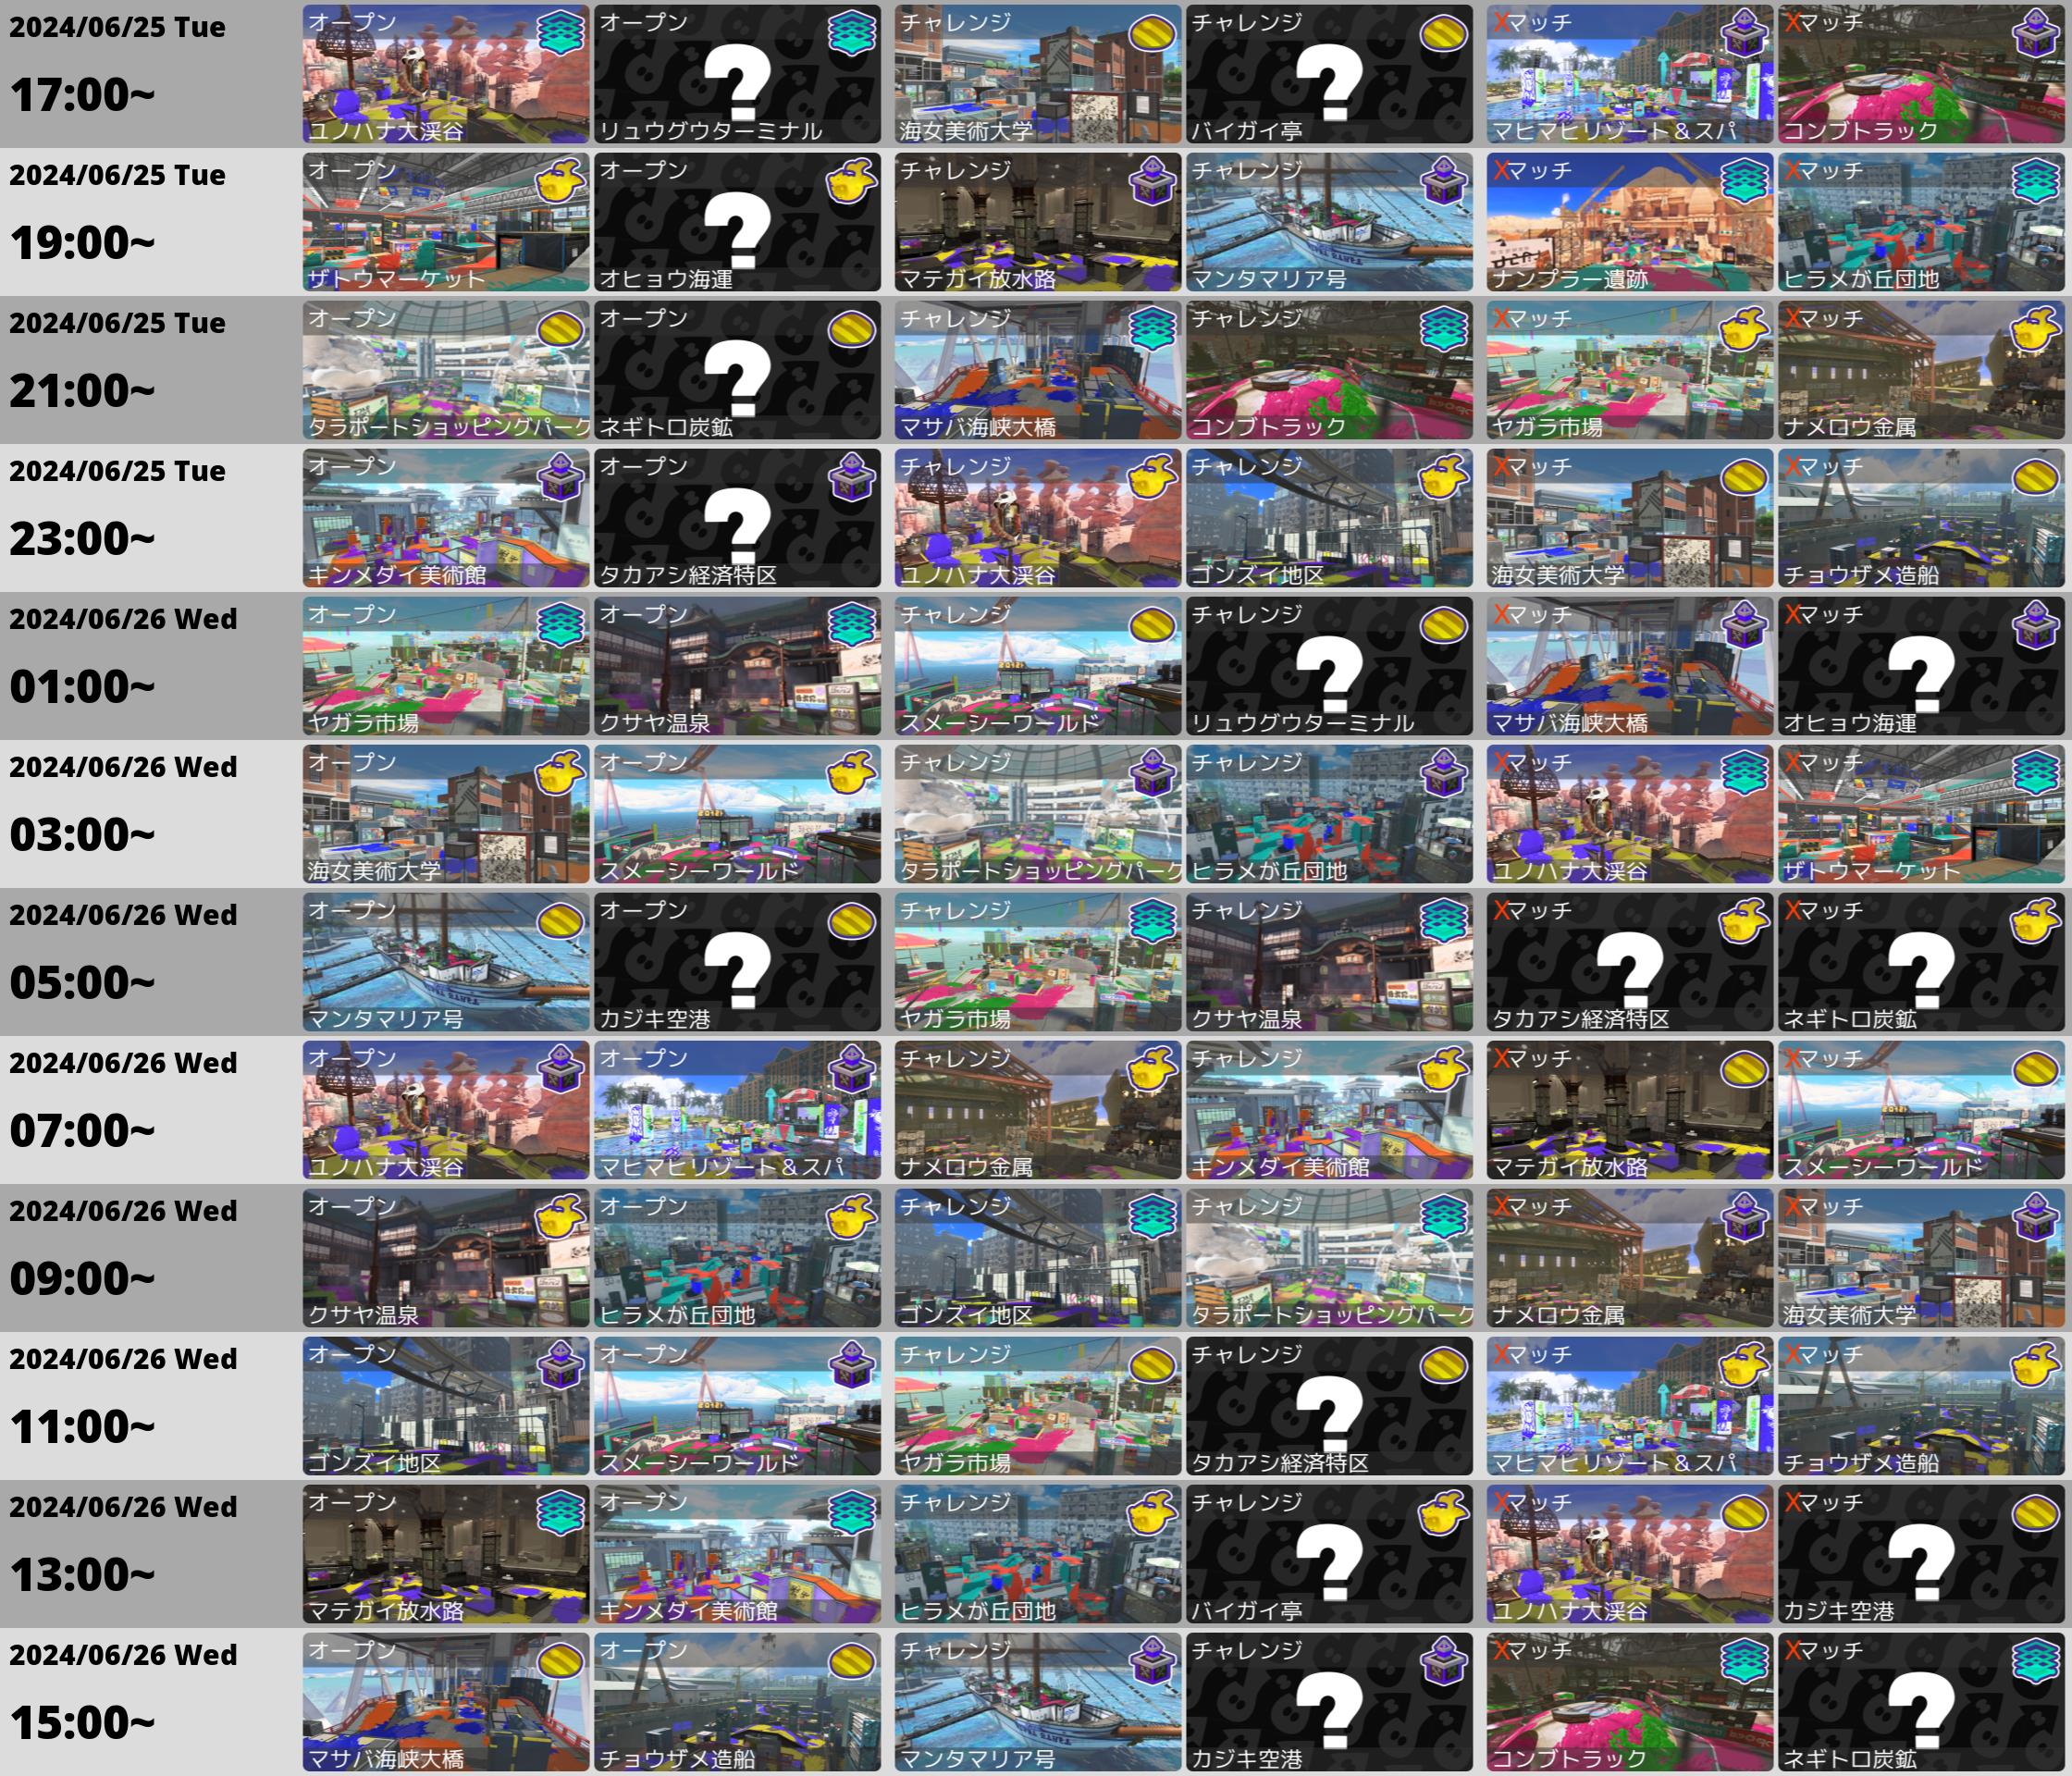 2024/06/25 Tue
17:00~
オープン
ユノハナ大渓谷
オープン
リュウグウターミナル
チャレンジ
海女美術大学
チャレンジ
バイガイ亭
Xマッチ
マヒマヒリゾート＆スパ
Xマッチ
コンブトラック
2024/06/25 Tue
19:00~
オープン
ザトウマーケット
オープン
オヒョウ海運
チャレンジ
マテガイ放水路
チャレンジ
マンタマリア号
Xマッチ
ナンプラー遺跡
Xマッチ
ヒラメが丘団地
2024/06/25 Tue
21:00~
オープン
タラポートショッピングパーク
オープン
ネギトロ炭鉱
チャレンジ
マサバ海峡大橋
チャレンジ
コンブトラック
Xマッチ
ヤガラ市場
Xマッチ
ナメロウ金属
2024/06/25 Tue
23:00~
オープン
キンメダイ美術館
オープン
タカアシ経済特区
チャレンジ
ユノハナ大渓谷
チャレンジ
ゴンズイ地区
Xマッチ
海女美術大学
Xマッチ
チョウザメ造船
2024/06/26 Wed
01:00~
オープン
ヤガラ市場
オープン
クサヤ温泉
チャレンジ
スメーシーワールド
チャレンジ
リュウグウターミナル
Xマッチ
マサバ海峡大橋
Xマッチ
オヒョウ海運
2024/06/26 Wed
03:00~
オープン
海女美術大学
オープン
スメーシーワールド
チャレンジ
タラポートショッピングパーク
チャレンジ
ヒラメが丘団地
Xマッチ
ユノハナ大渓谷
Xマッチ
ザトウマーケット
2024/06/26 Wed
05:00~
オープン
マンタマリア号
オープン
カジキ空港
チャレンジ
ヤガラ市場
チャレンジ
クサヤ温泉
Xマッチ
タカアシ経済特区
Xマッチ
ネギトロ炭鉱
2024/06/26 Wed
07:00~
オープン
ユノハナ大渓谷
オープン
マヒマヒリゾート＆スパ
チャレンジ
ナメロウ金属
チャレンジ
キンメダイ美術館
Xマッチ
マテガイ放水路
Xマッチ
スメーシーワールド
2024/06/26 Wed
09:00~
オープン
クサヤ温泉
オープン
ヒラメが丘団地
チャレンジ
ゴンズイ地区
チャレンジ
タラポートショッピングパーク
Xマッチ
ナメロウ金属
Xマッチ
海女美術大学
2024/06/26 Wed
11:00~
オープン
ゴンズイ地区
オープン
スメーシーワールド
チャレンジ
ヤガラ市場
チャレンジ
タカアシ経済特区
Xマッチ
マヒマヒリゾート＆スパ
Xマッチ
チョウザメ造船
2024/06/26 Wed
13:00~
オープン
マテガイ放水路
オープン
キンメダイ美術館
チャレンジ
ヒラメが丘団地
チャレンジ
バイガイ亭
Xマッチ
ユノハナ大渓谷
Xマッチ
カジキ空港
2024/06/26 Wed
15:00~
オープン
マサバ海峡大橋
オープン
チョウザメ造船
チャレンジ
マンタマリア号
チャレンジ
カジキ空港
Xマッチ
コンブトラック
Xマッチ
ネギトロ炭鉱